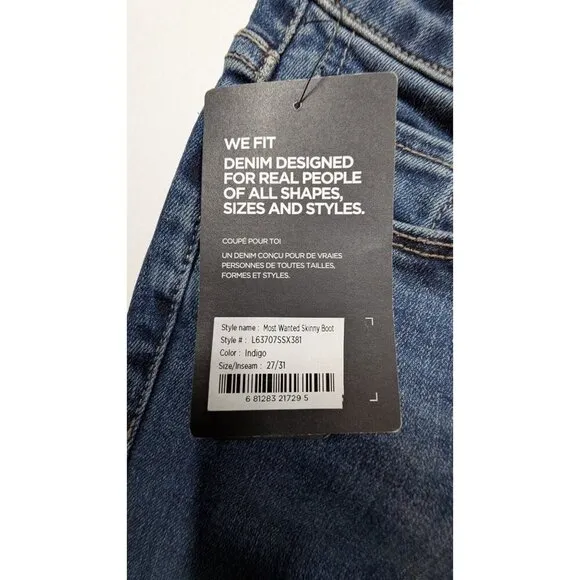 WE FIT
DENIM DESIGNED
FOR REAL PEOPLE
OF ALL SHAPES,
SIZES AND STYLES.
COUPÉ POUR TOI
UN DENIM CONÇU POUR DE VRAIES
PERSONNES DE TOUTES TAILLES,
FORMES ET STYLES.
Style name : Most Wanted Skinny Boot
Style # : L63707SSX381
Color : Indigo
Size/Inseam : 27/31
6 81283 21729 5